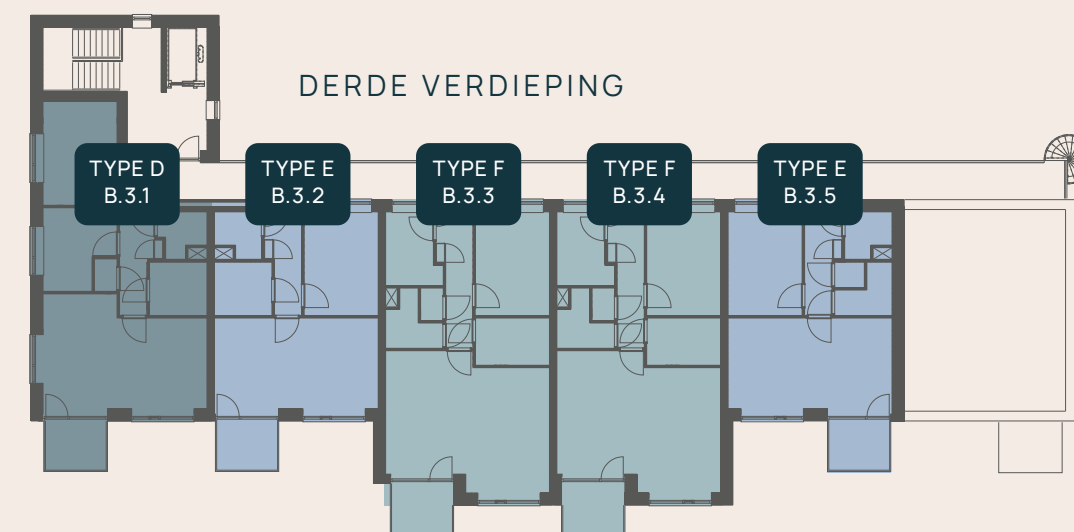 DERDE VERDIEPING
TYPE D
B.3.1
TYPE E
B.3.2
TYPE F
B.3.3
TYPE F
B.3.4
TYPE E
B.3.5